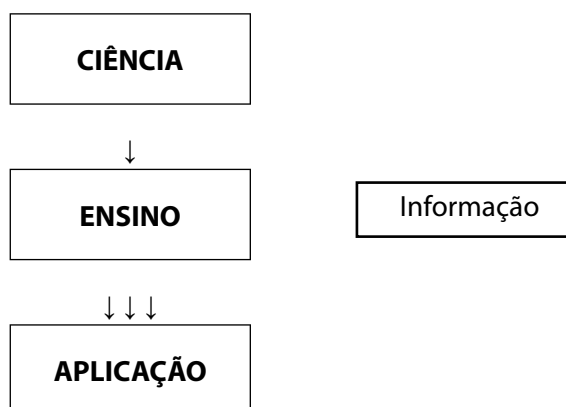 CIÊNCIA
↓
ENSINO
Informação
↓↓↓
APLICAÇÃO